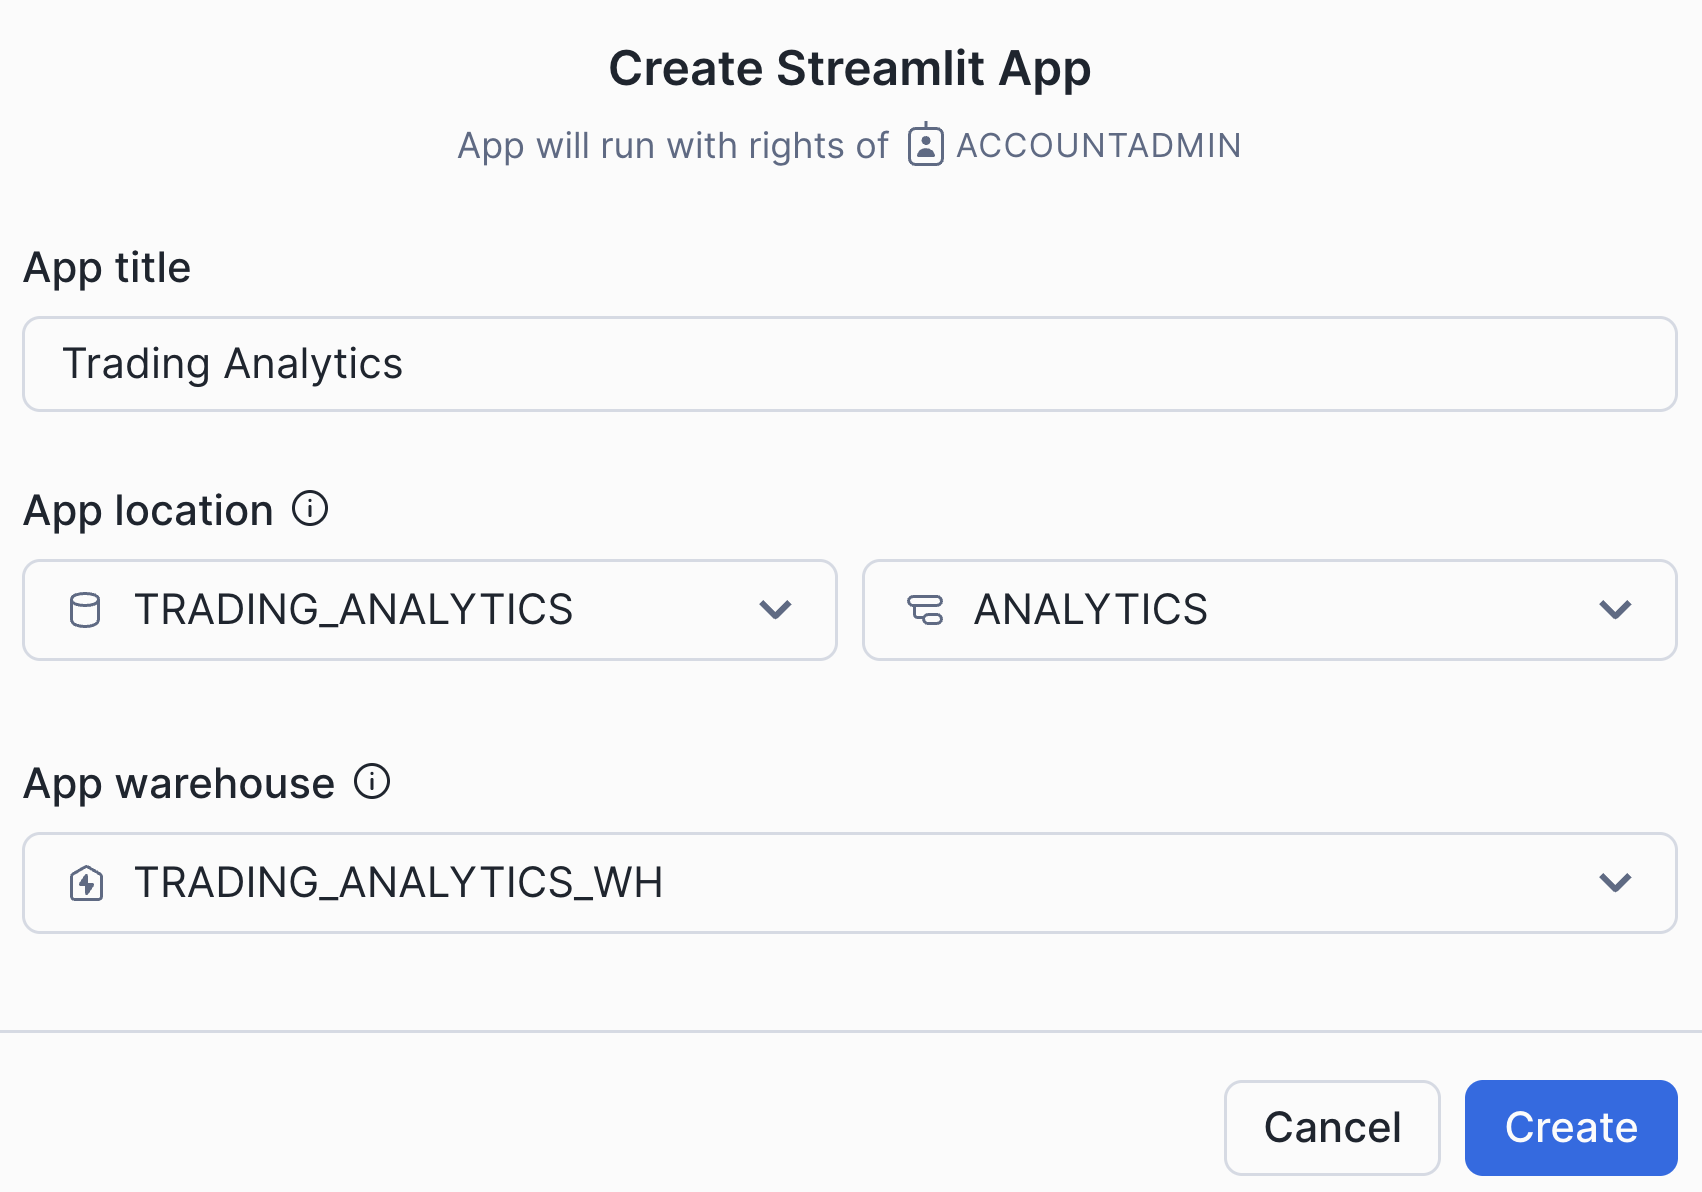 Create Streamlit App
App will run with rights of ACCOUNTADMIN
App title
Trading Analytics
App location
TRADING_ANALYTICS
ANALYTICS
App warehouse
TRADING_ANALYTICS_WH
Cancel
Create